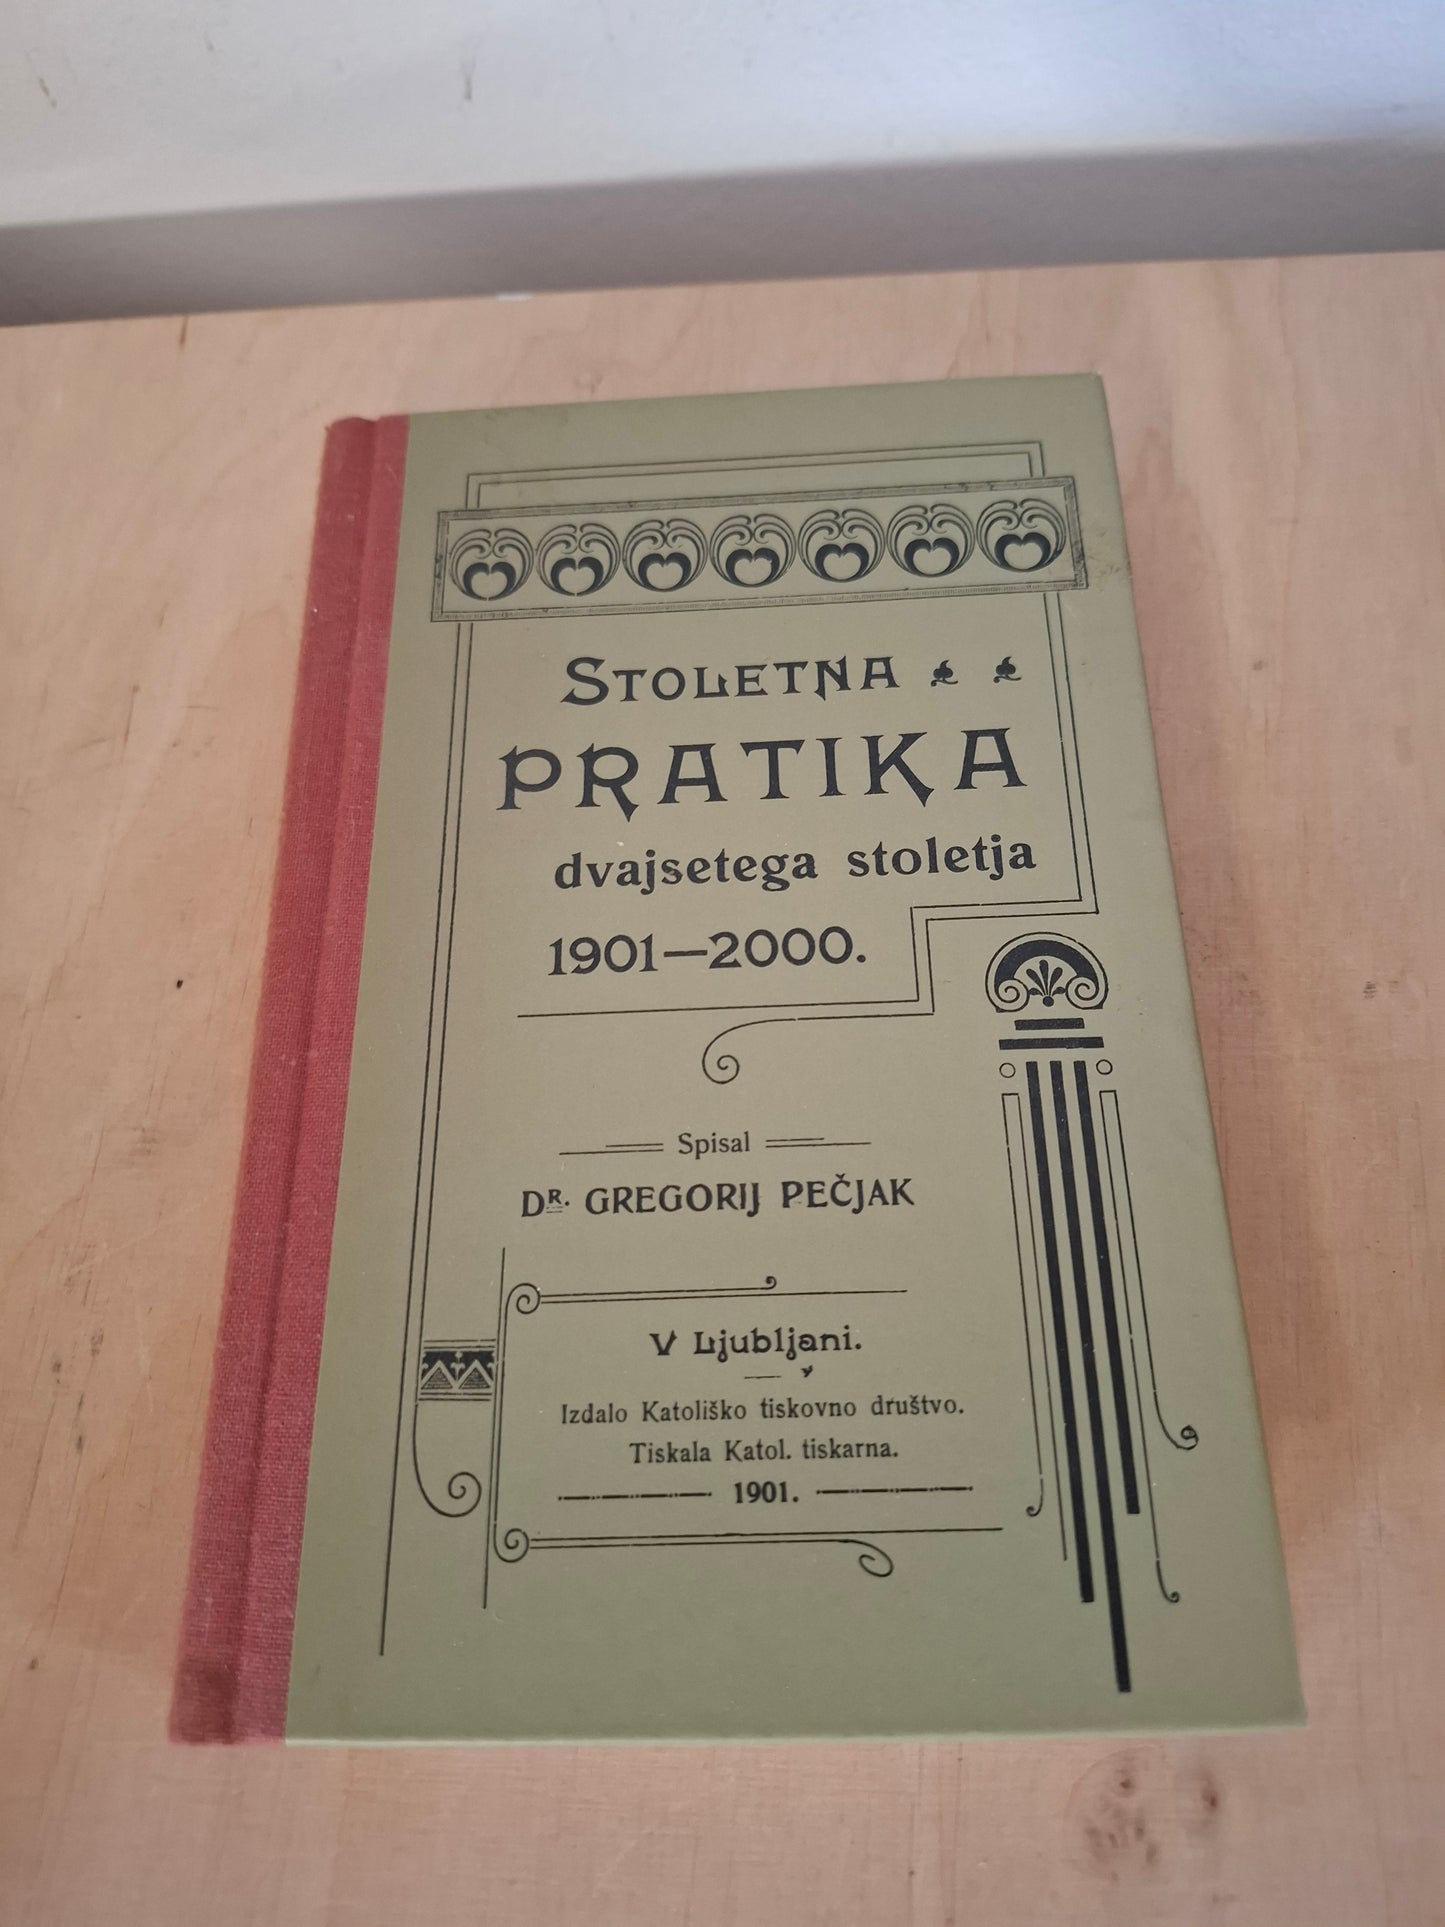 STOLETNA
PRATIKA
dvajsetega stoletja
1901—2000.
Spisal
DR. GREGORIJ PEČJAK
V Ljubljani.
Izdalo Katoliško tiskovno društvo.
Tiskala Katol. tiskarna.
1901.